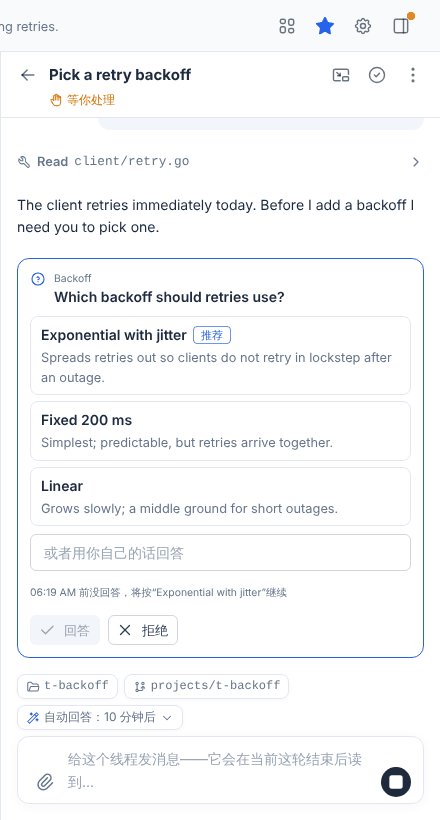 ng retries.
Pick a retry backoff
等你处理
Read client/retry.go
The client retries immediately today. Before I add a backoff I
need you to pick one.
Backoff
Which backoff should retries use?
Exponential with jitter 推荐
Spreads retries out so clients do not retry in lockstep after
an outage.
Fixed 200 ms
Simplest; predictable, but retries arrive together.
Linear
Grows slowly; a middle ground for short outages.
或者用你自己的话回答
06:19 AM 前没回答，将按“Exponential with jitter”继续
回答 拒绝
t-backoff projects/t-backoff
自动回答：10 分钟后
给这个线程发消息——它会在当前这轮结束后读
到...